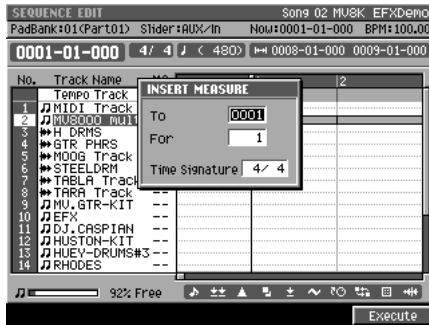 SEQUENCE EDIT Song 02 MV8K EFXDemo
PadBank:01(Part01) Slider:AUX/In Now:0001-01-000 BPM:100.00
0001-01-000 4/ 4 ( 480) 0008-01-000 0009-01-000
No. Track Name 2
Tempo Track
1 MIDI Track
2 MV8000 mult
3 H DRMS
4 GTR PHRS
5 MOOG Track
6 STEELDRM
7 TABLA Track
8 TARA Track
9 MV.GTR-KIT --
10 EFX --
11 DJ.CASPIAN --
12 HUSTON-KIT --
13 HUEY-DRUMS#3--
14 RHODES --
INSERT MEASURE
To 0001
For 1
Time Signature 4/ 4
92% Free
Execute